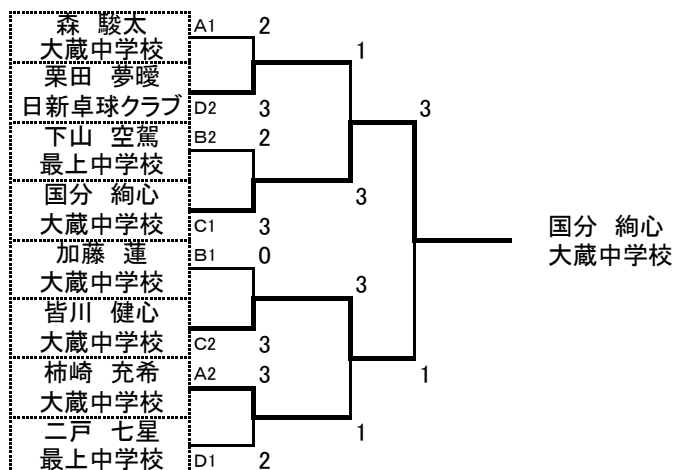 森　駿太
大蔵中学校
A1
2
栗田　夢曖
日新卓球クラブ
D2
3
1
下山　空駕
最上中学校
B2
2
国分　絢心
大蔵中学校
C1
3
3
3
加藤　蓮
大蔵中学校
B1
0
皆川　健心
大蔵中学校
C2
3
3
柿崎　充希
大蔵中学校
A2
3
二戸　七星
最上中学校
D1
2
1
1
国分　絢心
大蔵中学校